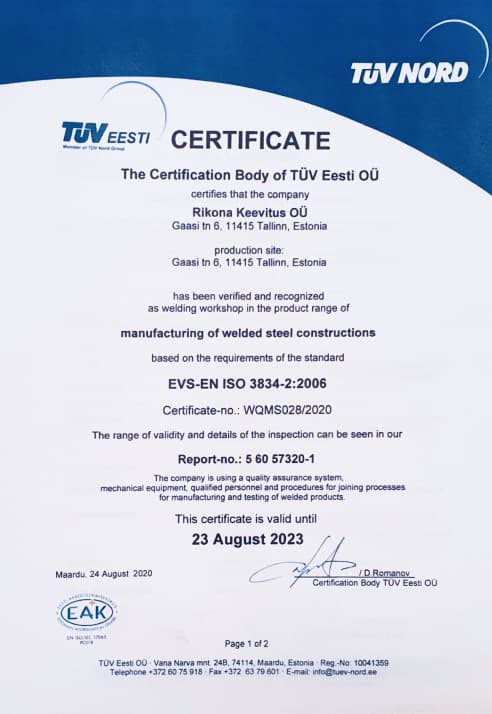 TÜV NORD
TÜV EESTI
Member of TÜV Nord Group
CERTIFICATE
The Certification Body of TÜV Eesti OÜ
certifies that the company
Rikona Keevitus OÜ
Gaasi tn 6, 11415 Tallinn, Estonia
production site:
Gaasi tn 6, 11415 Tallinn, Estonia
has been verified and recognized
as welding workshop in the product range of
manufacturing of welded steel constructions
based on the requirements of the standard
EVS-EN ISO 3834-2:2006
Certificate-no.: WQMS028/2020
The range of validity and details of the inspection can be seen in our
Report-no.: 5 60 57320-1
The company is using a quality assurance system,
mechanical equipment, qualified personnel and procedures for joining processes
for manufacturing and testing of welded products.
This certificate is valid until
23 August 2023
Maardu, 24 August 2020
/ D.Romanov
Certification Body TÜV Eesti OÜ
EAK
EN ISO/IEC 17065
Page 1 of 2
TÜV Eesti OÜ · Vana Narva mnt. 24B, 74114, Maardu, Estonia · Reg.-No: 10041359
Telephone +372 60 75 918 · Fax +372 63 79 601 · E-mail: info@tuev-nord.ee